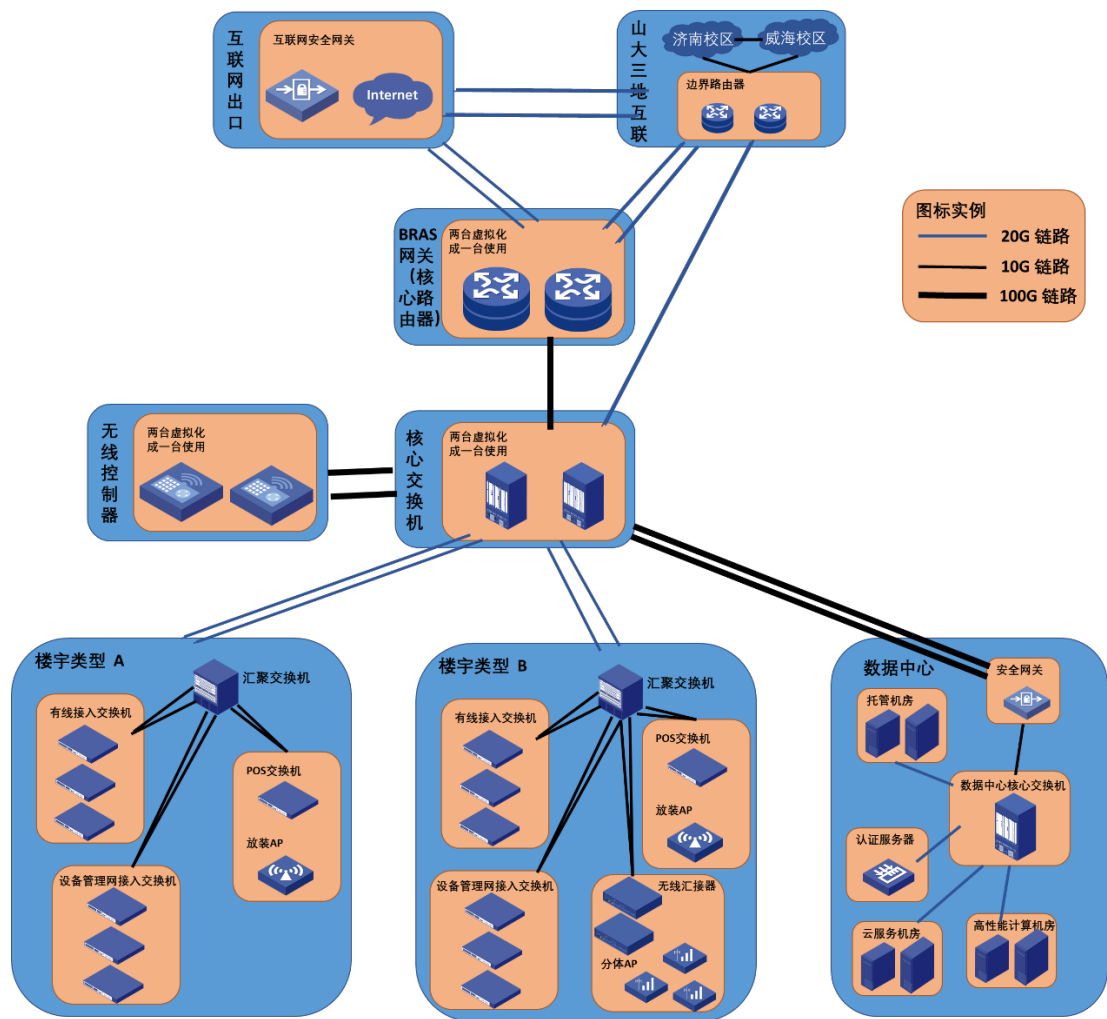 互
联
网
出
口
互联网安全网关
Internet
山
大
三
地
互
联
济南校区
威海校区
边界路由器
BRAS
网关
(核
心路
由器)
两台虚拟化
成一台使用
图标实例
20G 链路
10G 链路
100G 链路
无
线
控
制
器
两台虚拟化
成一台使用
核
心
交
换
机
两台虚拟化
成一台使用
楼宇类型 A
汇聚交换机
有线接入交换机
POS交换机
放装AP
设备管理网接入交换机
楼宇类型 B
汇聚交换机
有线接入交换机
POS交换机
放装AP
设备管理网接入交换机
无线汇接器
分体AP
数据中心
安全网关
托管机房
数据中心核心交换机
认证服务器
云服务机房
高性能计算机房